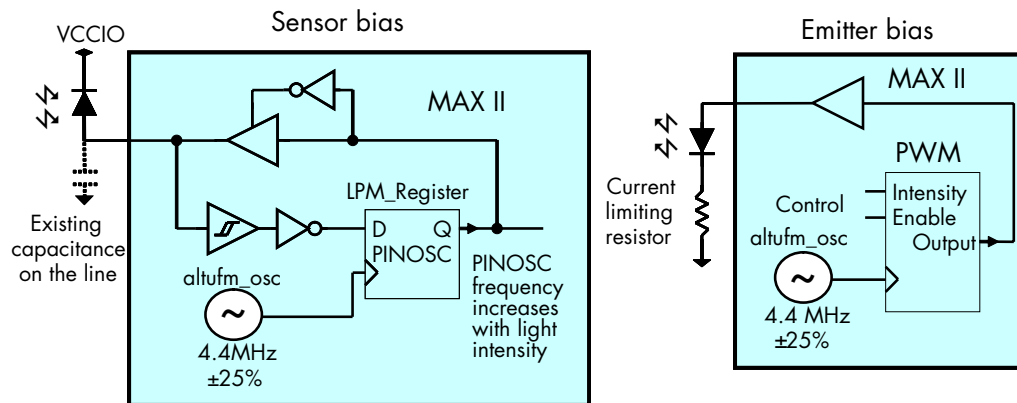 Sensor bias
VCCIO
MAX II
LPM_Register
D
Q
PINOSC
Existing
capacitance
on the line
altufm_osc
~
4.4MHz
±25%
PINOSC
frequency
increases
with light
intensity
Emitter bias
MAX II
PWM
Intensity
Enable
Output
Current
limiting
resistor
Control
altufm_osc
~
4.4 MHz
±25%